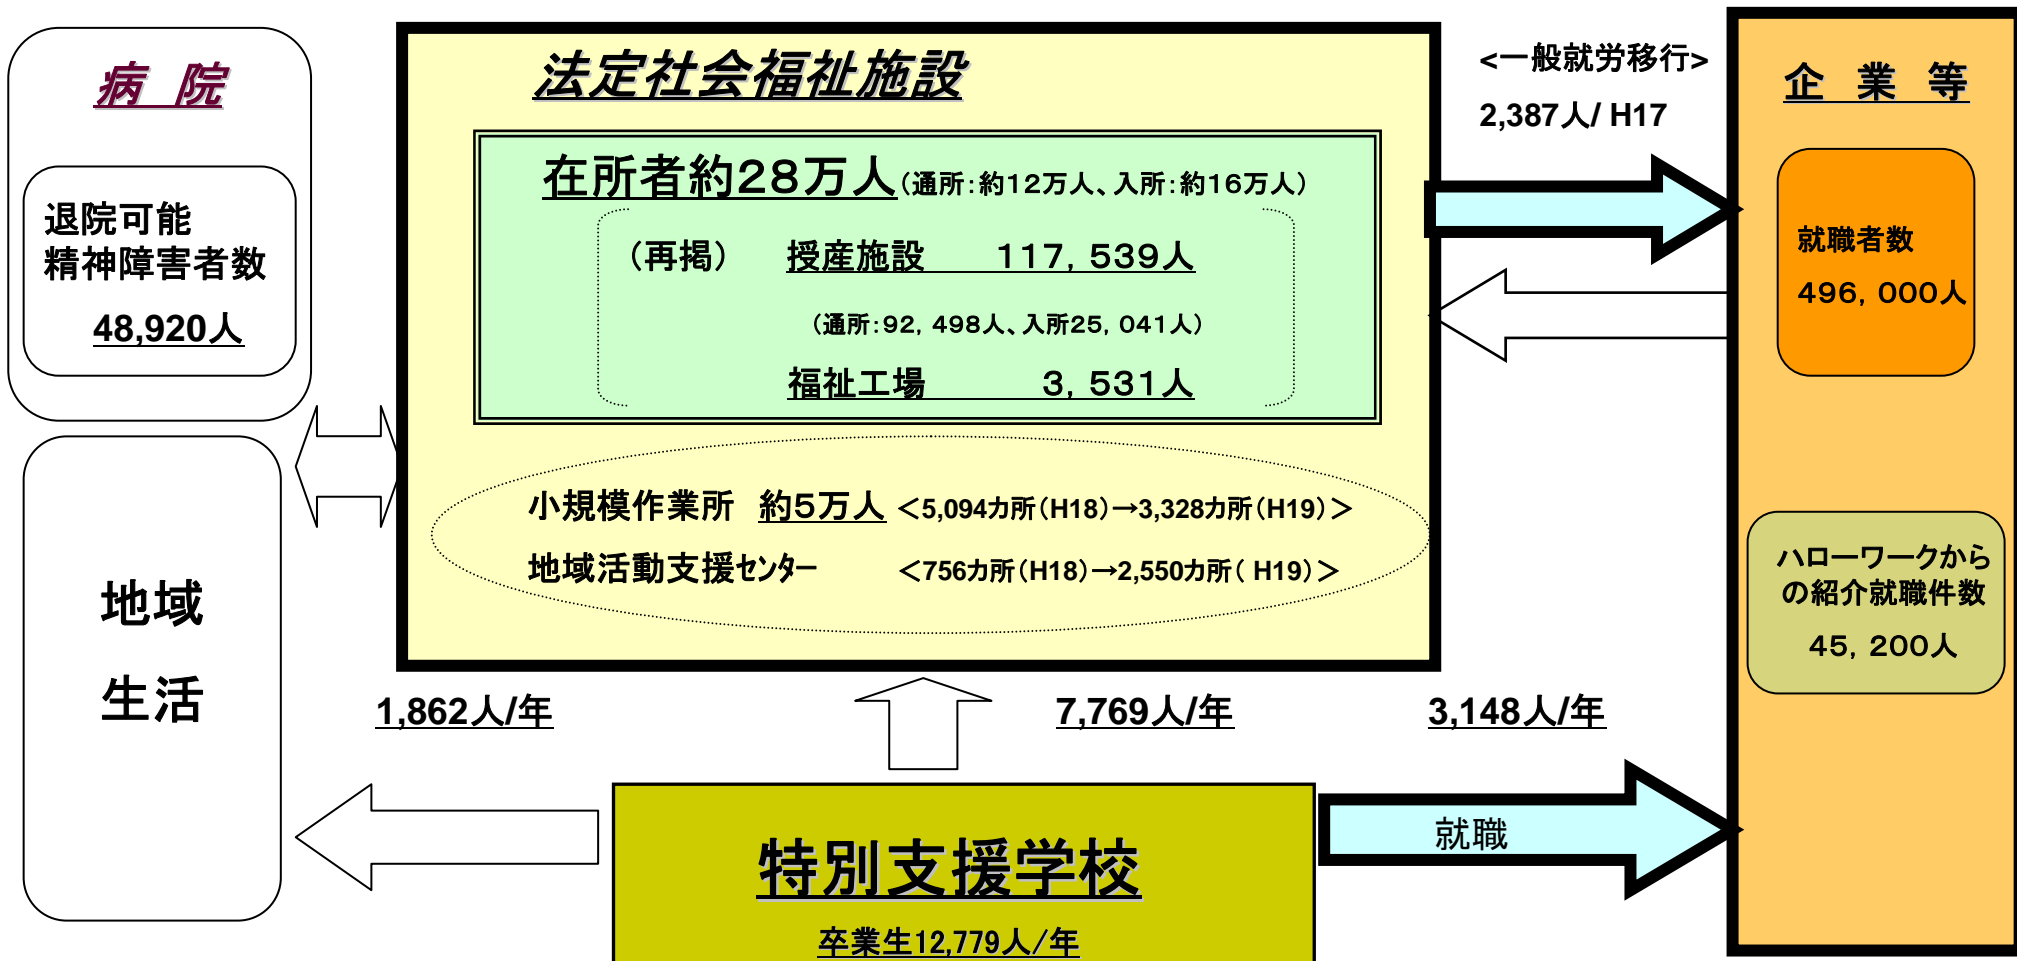 病　院
退院可能
精神障害者数
48,920人
地域
生活
法定社会福祉施設
在所者約２８万人（通所：約１２万人、入所：約１６万人）
（再掲）　授産施設　１１７，５３９人
（通所：９２，４９８人、入所２５，０４１人）
福祉工場　３，５３１人
小規模作業所　約５万人　＜5,094カ所（H18）→3,328カ所（H19）＞
地域活動支援ｾﾝﾀｰ　＜756カ所（H18）→2,550カ所（ H19）＞
<一般就労移行>
2,387人/ H17
企　業　等
就職者数
４９６，０００人
ハローワークから
の紹介就職件数
４５，２００人
1,862人/年
7,769人/年
3,148人/年
就職
特別支援学校
卒業生12,779人/年